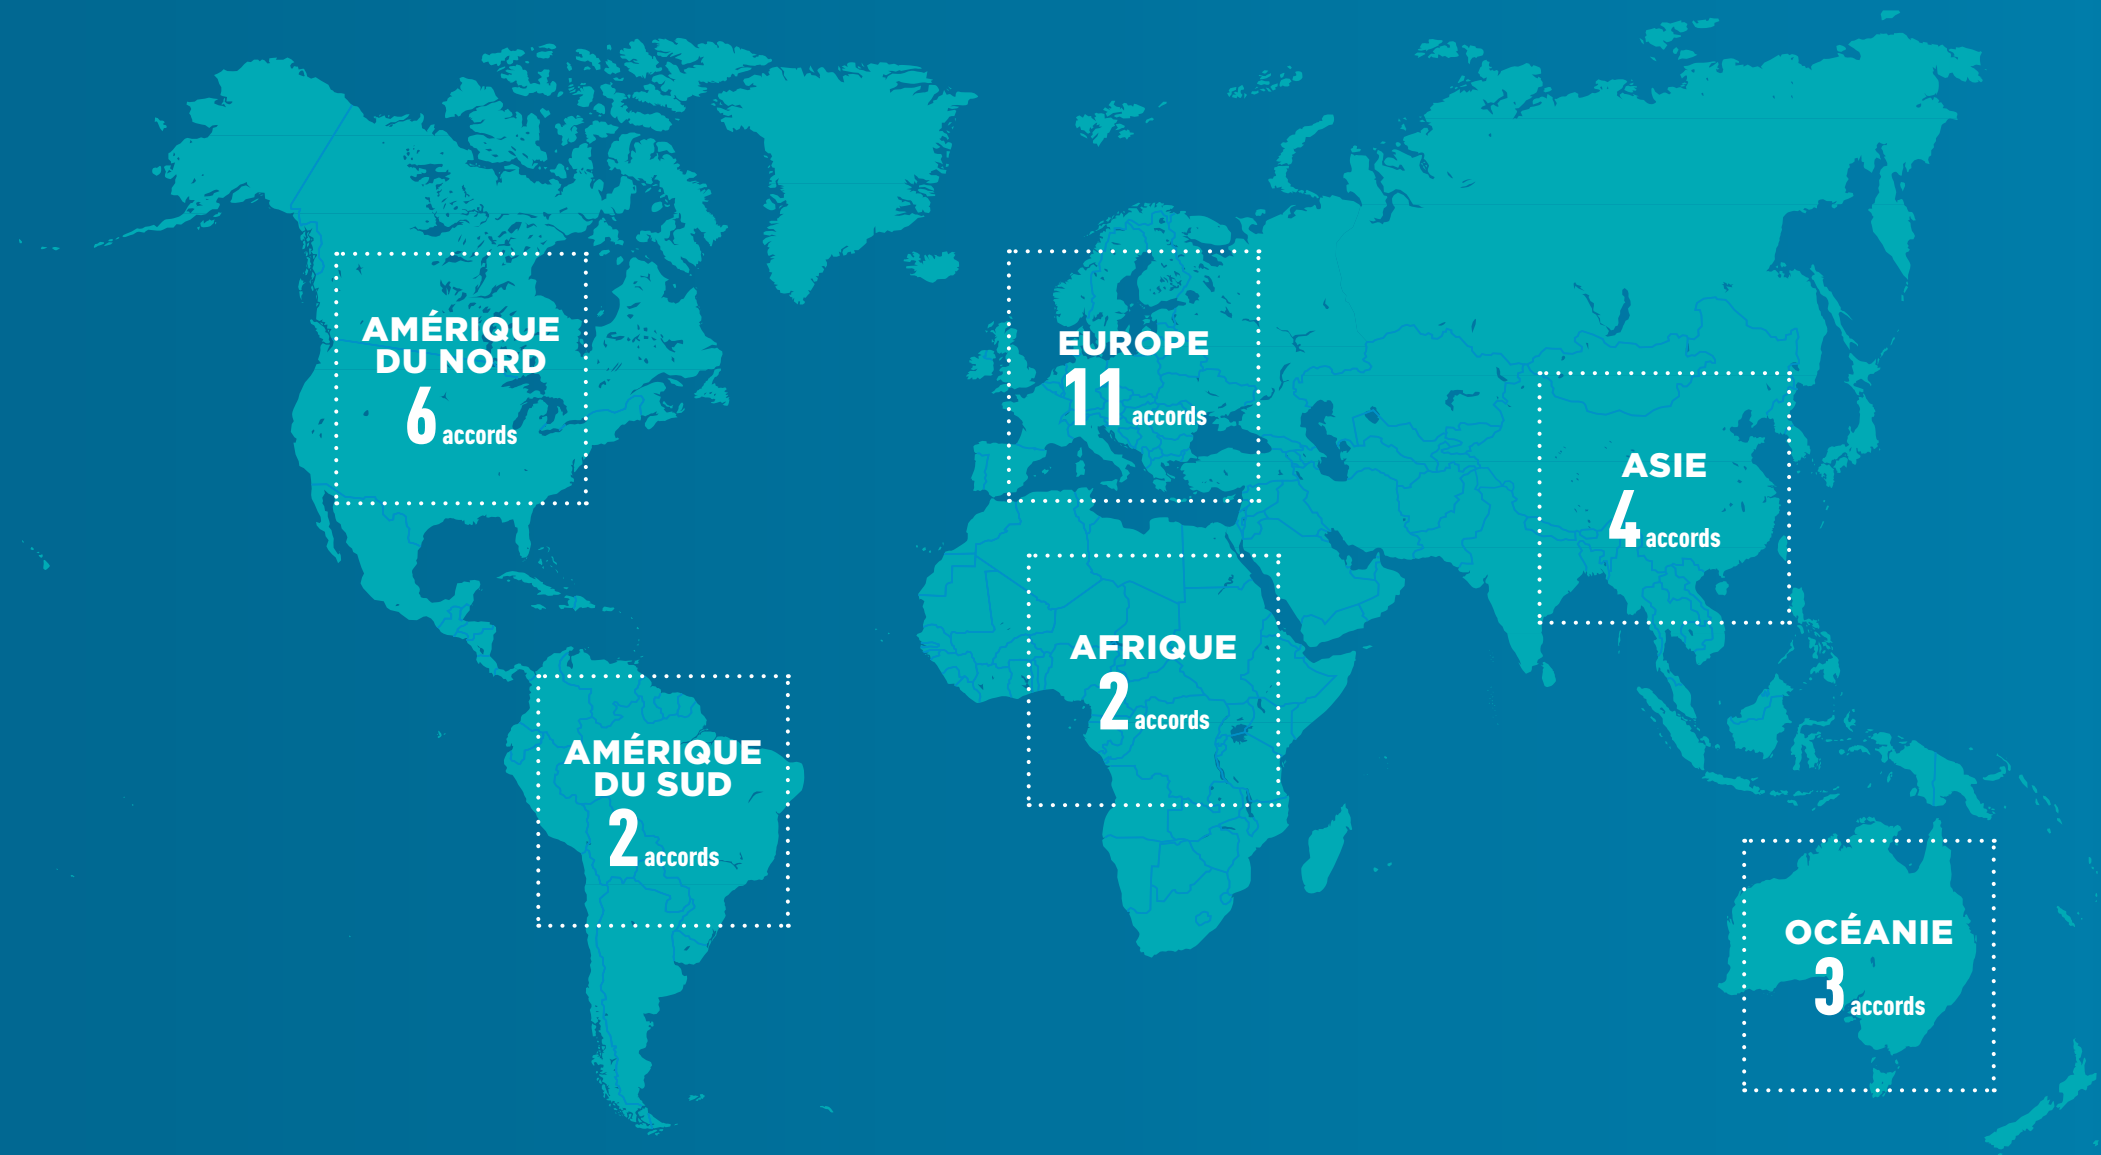 AMÉRIQUE
DU NORD
6 accords
EUROPE
11 accords
ASIE
4 accords
AFRIQUE
2 accords
AMÉRIQUE
DU SUD
2 accords
OCÉANIE
3 accords